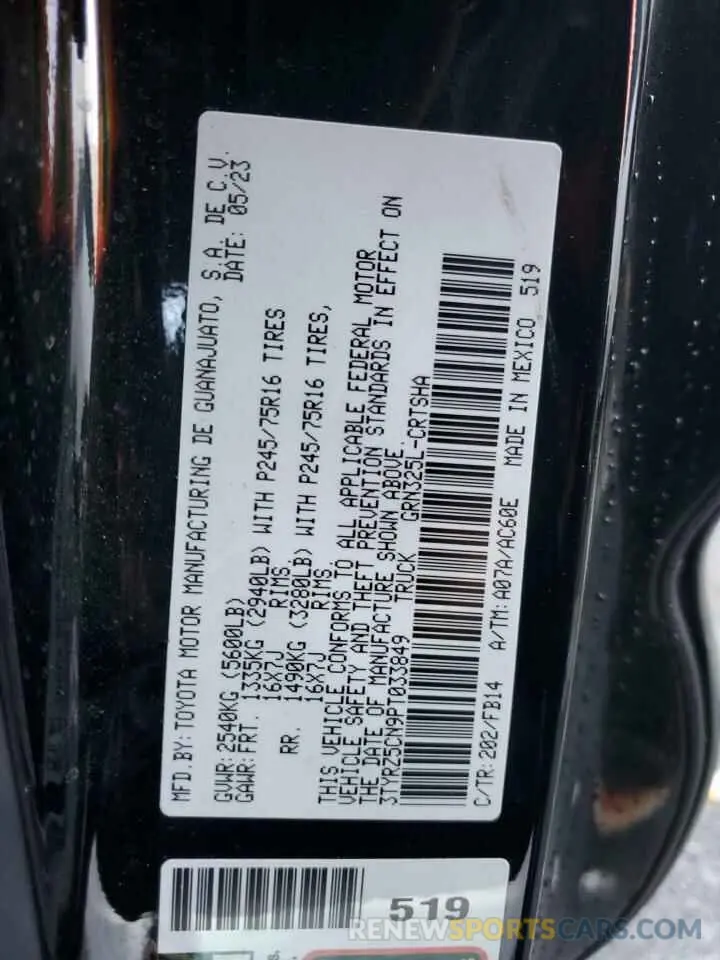 MFD.BY: TOYOTA MOTOR MANUFACTURING DE GUANAJUATO, S.A. DE C.V.
DATE: 05/23
GVWR: 2540KG (5600LB)
GAWR: FRT. 1335KG (2940LB) WITH P245/75R16 TIRES
16X7J RIMS.
RR. 1490KG (3280LB) WITH P245/75R16 TIRES,
16X7J RIMS.
THIS VEHICLE CONFORMS TO ALL APPLICABLE FEDERAL MOTOR
VEHICLE SAFETY AND THEFT PREVENTION STANDARDS IN EFFECT ON
THE DATE OF MANUFACTURE SHOWN ABOVE.
3TYRZ5CN9PT033849 TRUCK GRN325L-CRTSHA
C/TR: 202/FB14 A/TM: A07A/AC60E MADE IN MEXICO 519
519
RENEWSPORTSCARS.COM